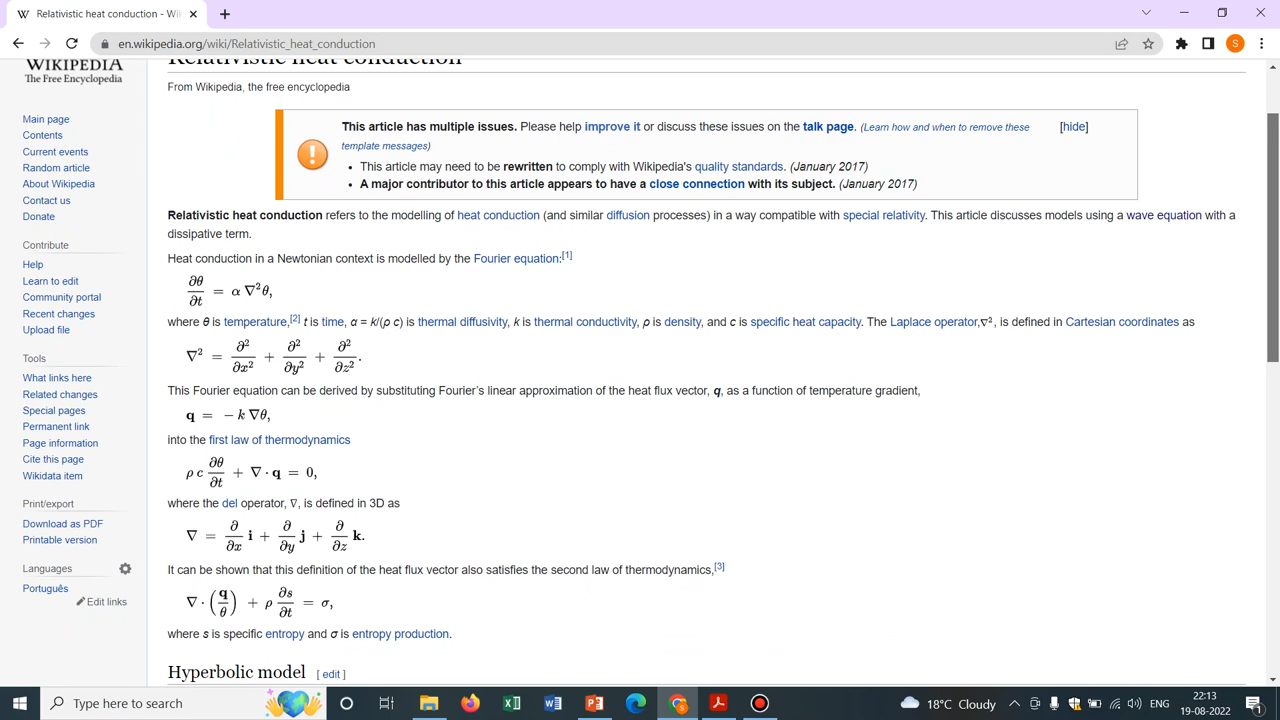 Relativistic heat conduction - Wi
en.wikipedia.org/wiki/Relativistic_heat_conduction
S
WIKIPEDIA
The Free Encyclopedia
Main page
Contents
Current events
Random article
About Wikipedia
Contact us
Donate
Contribute
Help
Learn to edit
Community portal
Recent changes
Upload file
Tools
What links here
Related changes
Special pages
Permanent link
Page information
Cite this page
Wikidata item
Print/export
Download as PDF
Printable version
Languages
Português
Edit links
Relativistic heat conduction
From Wikipedia, the free encyclopedia
This article has multiple issues. Please help improve it or discuss these issues on the talk page. (Learn how and when to remove these
template messages)
[hide]
• This article may need to be rewritten to comply with Wikipedia's quality standards. (January 2017)
• A major contributor to this article appears to have a close connection with its subject. (January 2017)
Relativistic heat conduction refers to the modelling of heat conduction (and similar diffusion processes) in a way compatible with special relativity. This article discusses models using a wave equation with a
dissipative term.
Heat conduction in a Newtonian context is modelled by the Fourier equation:[1]
∂θ/∂t = α ∇²θ,
where θ is temperature,[2] t is time, α = k/(ρ c) is thermal diffusivity, k is thermal conductivity, ρ is density, and c is specific heat capacity. The Laplace operator,∇², is defined in Cartesian coordinates as
∇² = ∂²/∂x² + ∂²/∂y² + ∂²/∂z².
This Fourier equation can be derived by substituting Fourier’s linear approximation of the heat flux vector, q, as a function of temperature gradient,
q = − k ∇θ,
into the first law of thermodynamics
ρ c ∂θ/∂t + ∇ · q = 0,
where the del operator, ∇, is defined in 3D as
∇ = ∂/∂x i + ∂/∂y j + ∂/∂z k.
It can be shown that this definition of the heat flux vector also satisfies the second law of thermodynamics,[3]
∇ · (q/θ) + ρ ∂s/∂t = σ,
where s is specific entropy and σ is entropy production.
Hyperbolic model [ edit ]
Type here to search
18°C Cloudy
ENG
22:13
19-08-2022
1